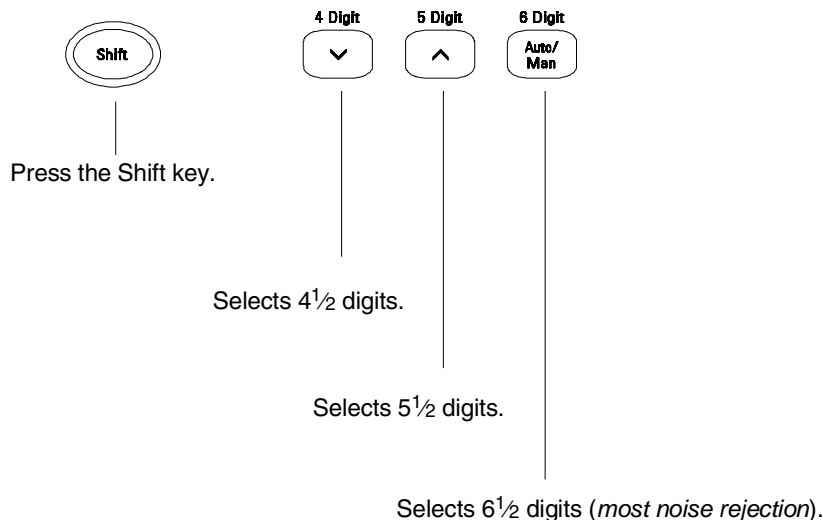 4 Digit 5 Digit 6 Digit
Shift
Auto/
Man
Press the Shift key.
Selects 4½ digits.
Selects 5½ digits.
Selects 6½ digits (most noise rejection).